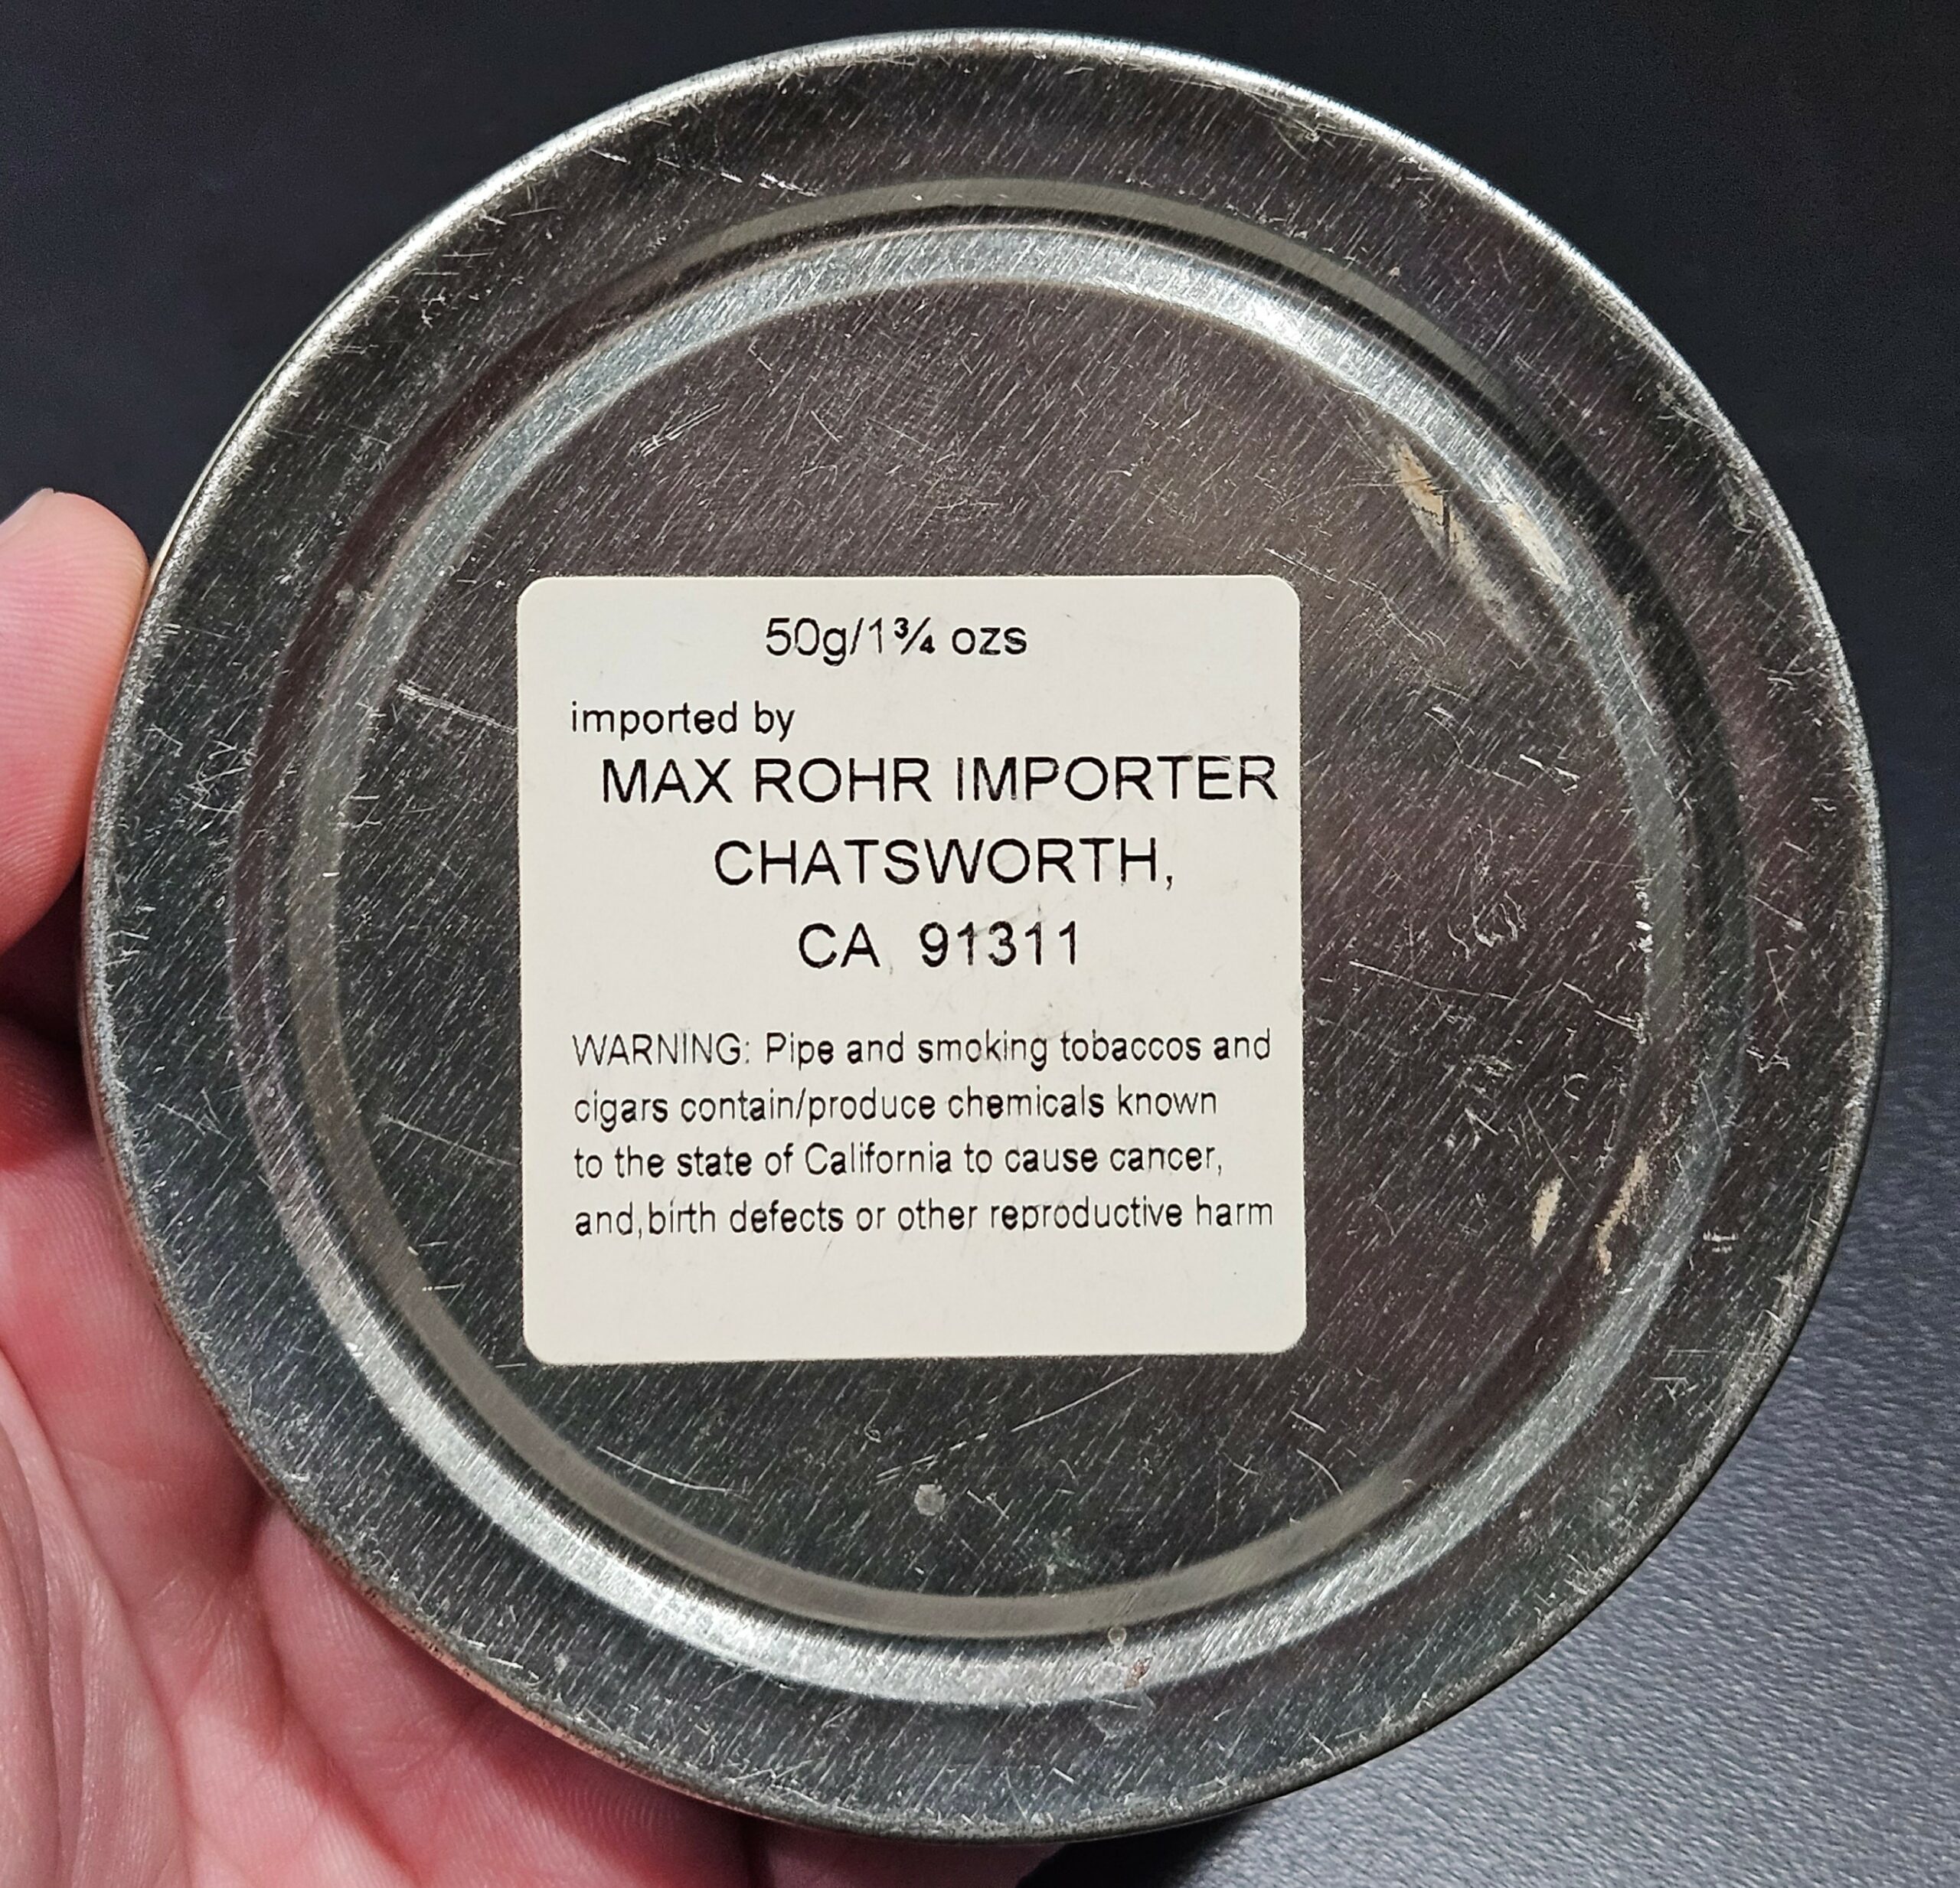 50g/1¾ ozs
imported by
MAX ROHR IMPORTER
CHATSWORTH,
CA 91311
WARNING: Pipe and smoking tobaccos and
cigars contain/produce chemicals known
to the state of California to cause cancer,
and,birth defects or other reproductive harm